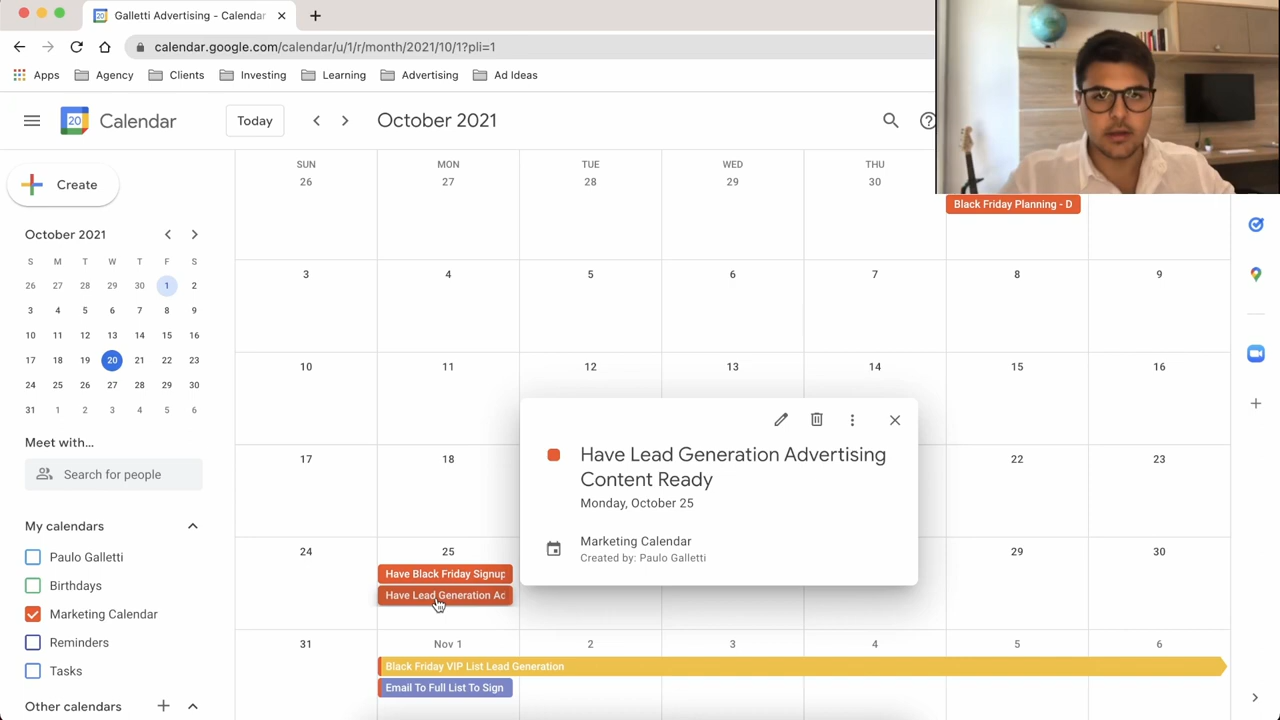 Galletti Advertising - Calendar
calendar.google.com/calendar/u/1/r/month/2021/10/1?pli=1
Apps Agency Clients Investing Learning Advertising Ad Ideas
20 Calendar Today October 2021
Create
October 2021
S M T W T F S
26 27 28 29 30 1 2
3 4 5 6 7 8 9
10 11 12 13 14 15 16
17 18 19 20 21 22 23
24 25 26 27 28 29 30
31 1 2 3 4 5 6
Meet with...
Search for people
My calendars
Paulo Galletti
Birthdays
Marketing Calendar
Reminders
Tasks
Other calendars
SUN MON TUE WED THU
26 27 28 29 30
Black Friday Planning - D
3 4 5 6 7 8 9
10 11 12 13 14 15 16
17 18 22 23
24 25 29 30
Have Black Friday Signup
Have Lead Generation Ad
Have Lead Generation Advertising
Content Ready
Monday, October 25
Marketing Calendar
Created by: Paulo Galletti
31 Nov 1 2 3 4 5 6
Black Friday VIP List Lead Generation
Email To Full List To Sign